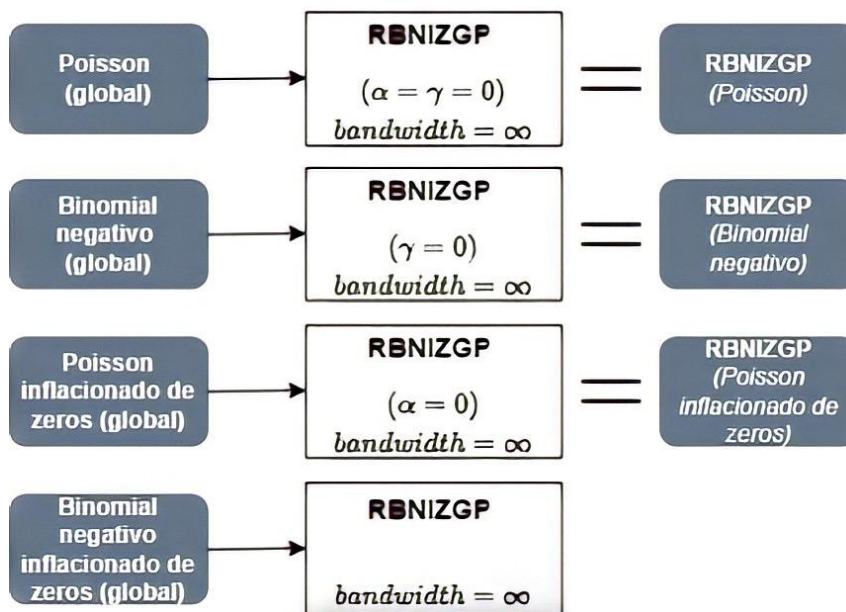 Poisson
(global)
RBNIZGP
(α = γ = 0)
bandwidth = ∞
RBNIZGP
(Poisson)
Binomial
negativo
(global)
RBNIZGP
(γ = 0)
bandwidth = ∞
RBNIZGP
(Binomial
negativo)
Poisson
inflacionado de
zeros (global)
RBNIZGP
(α = 0)
bandwidth = ∞
RBNIZGP
(Poisson
inflacionado de
zeros)
Binomial
negativo
inflacionado de
zeros (global)
RBNIZGP
bandwidth = ∞